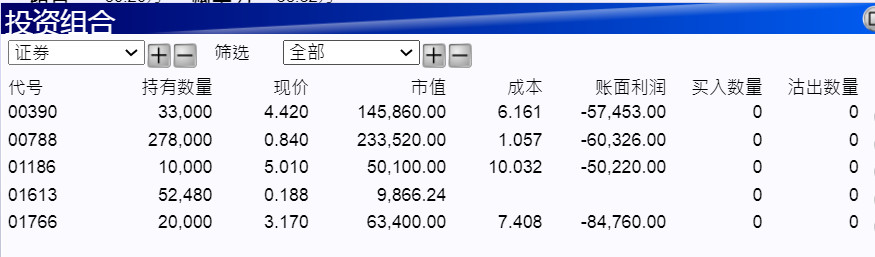 投资组合
证券 筛选 全部
代号 持有数量 现价 市值 成本 账面利润 买入数量 沽出数量
00390 33,000 4.420 145,860.00 6.161 -57,453.00 0 0
00788 278,000 0.840 233,520.00 1.057 -60,326.00 0 0
01186 10,000 5.010 50,100.00 10.032 -50,220.00 0 0
01613 52,480 0.188 9,866.24 0 0
01766 20,000 3.170 63,400.00 7.408 -84,760.00 0 0